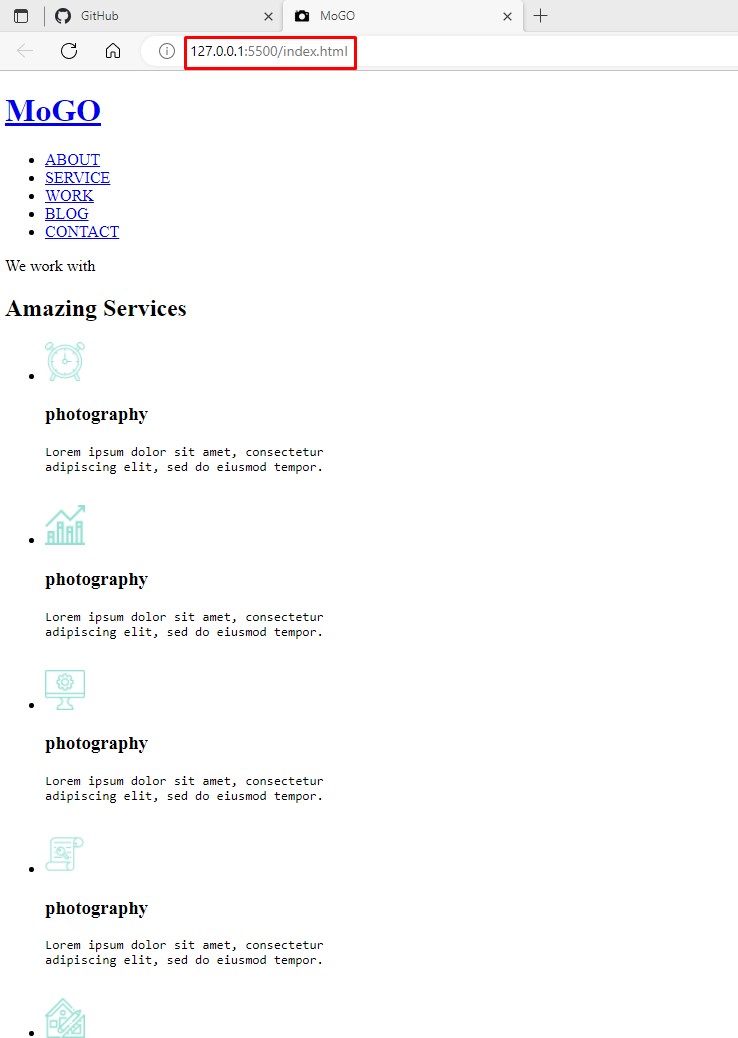 GitHub
MoGO
127.0.0.1:5500/index.html
MoGO
ABOUT
SERVICE
WORK
BLOG
CONTACT
We work with
Amazing Services
photography
Lorem ipsum dolor sit amet, consectetur
adipiscing elit, sed do eiusmod tempor.
photography
Lorem ipsum dolor sit amet, consectetur
adipiscing elit, sed do eiusmod tempor.
photography
Lorem ipsum dolor sit amet, consectetur
adipiscing elit, sed do eiusmod tempor.
photography
Lorem ipsum dolor sit amet, consectetur
adipiscing elit, sed do eiusmod tempor.